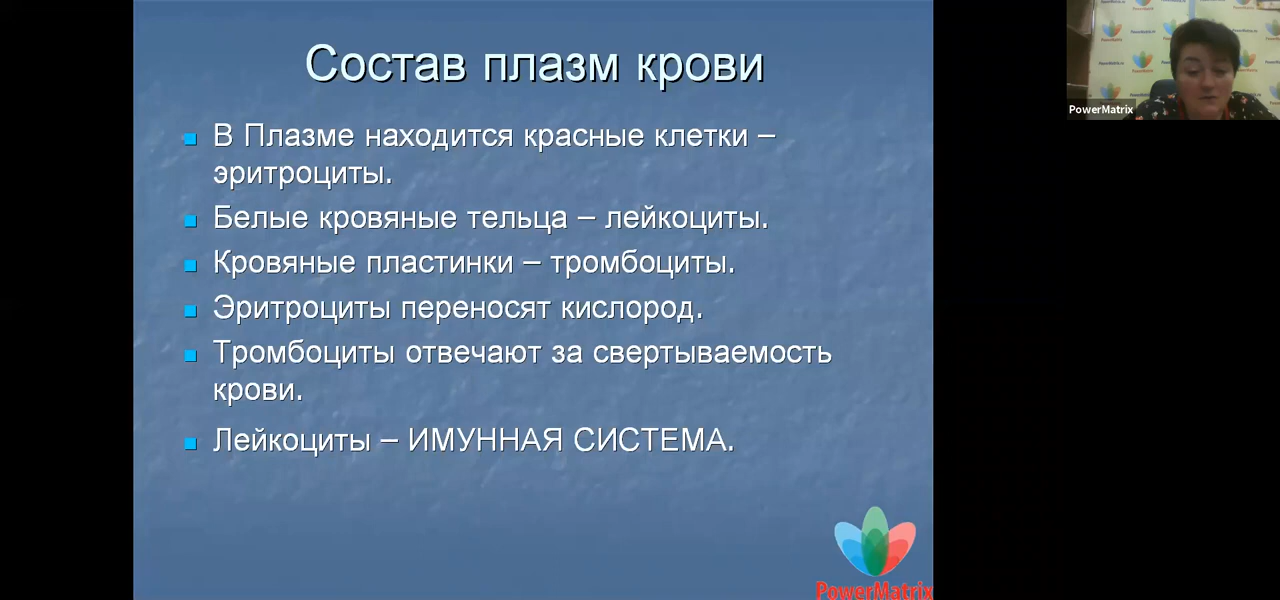 Состав плазм крови
В Плазме находится красные клетки –
эритроциты.
Белые кровяные тельца – лейкоциты.
Кровяные пластинки – тромбоциты.
Эритроциты переносят кислород.
Тромбоциты отвечают за свертываемость
крови.
Лейкоциты – ИМУННАЯ СИСТЕМА.
PowerMatrix
PowerMatrix